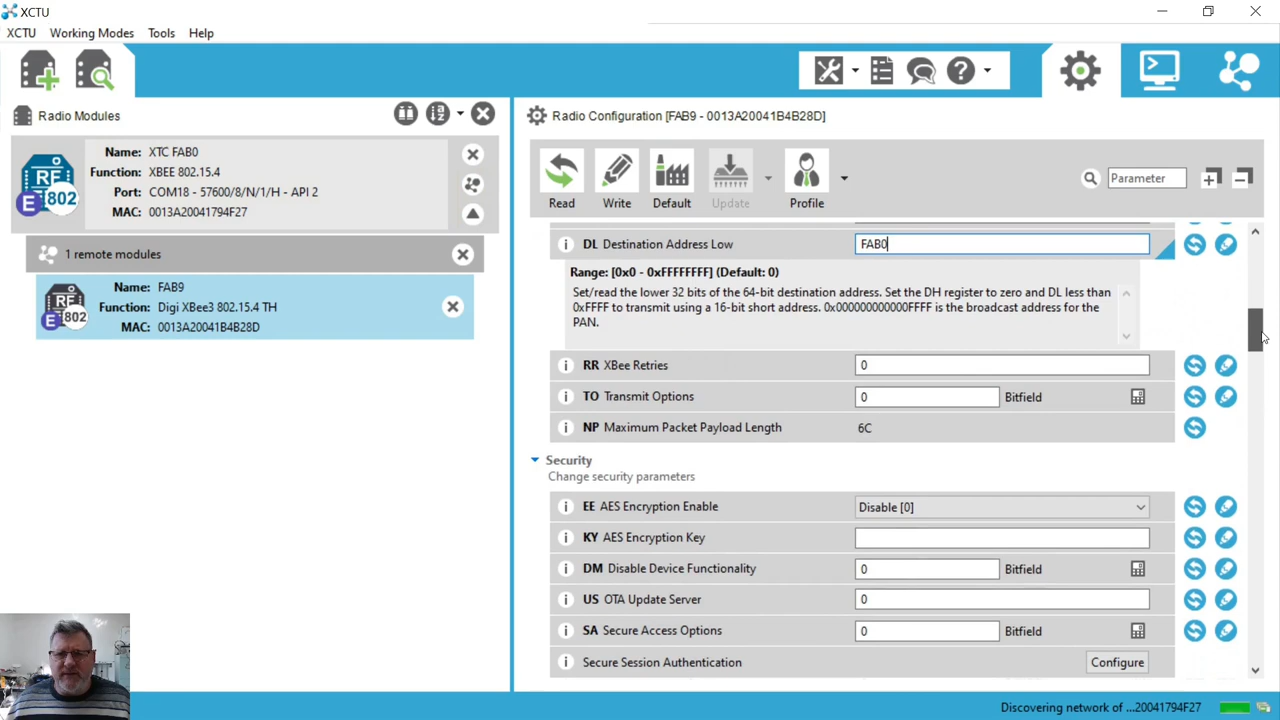 XCTU
XCTU Working Modes Tools Help
Radio Modules
Radio Configuration [FAB9 - 0013A20041B4B28D]
Name: XTC FAB0
Function: XBEE 802.15.4
Port: COM18 - 57600/8/N/1/H - API 2
MAC: 0013A20041794F27
RF
E 802
1 remote modules
Name: FAB9
Function: Digi XBee3 802.15.4 TH
MAC: 0013A20041B4B28D
RF
E 802
Read Write Default Update Profile
Parameter
DL Destination Address Low FAB0
Range: [0x0 - 0xFFFFFFFF] (Default: 0)
Set/read the lower 32 bits of the 64-bit destination address. Set the DH register to zero and DL less than
0xFFFF to transmit using a 16-bit short address. 0x000000000000FFFF is the broadcast address for the
PAN.
RR XBee Retries 0
TO Transmit Options 0 Bitfield
NP Maximum Packet Payload Length 6C
Security
Change security parameters
EE AES Encryption Enable Disable [0]
KY AES Encryption Key
DM Disable Device Functionality 0 Bitfield
US OTA Update Server 0
SA Secure Access Options 0 Bitfield
Secure Session Authentication Configure
Discovering network of ...20041794F27